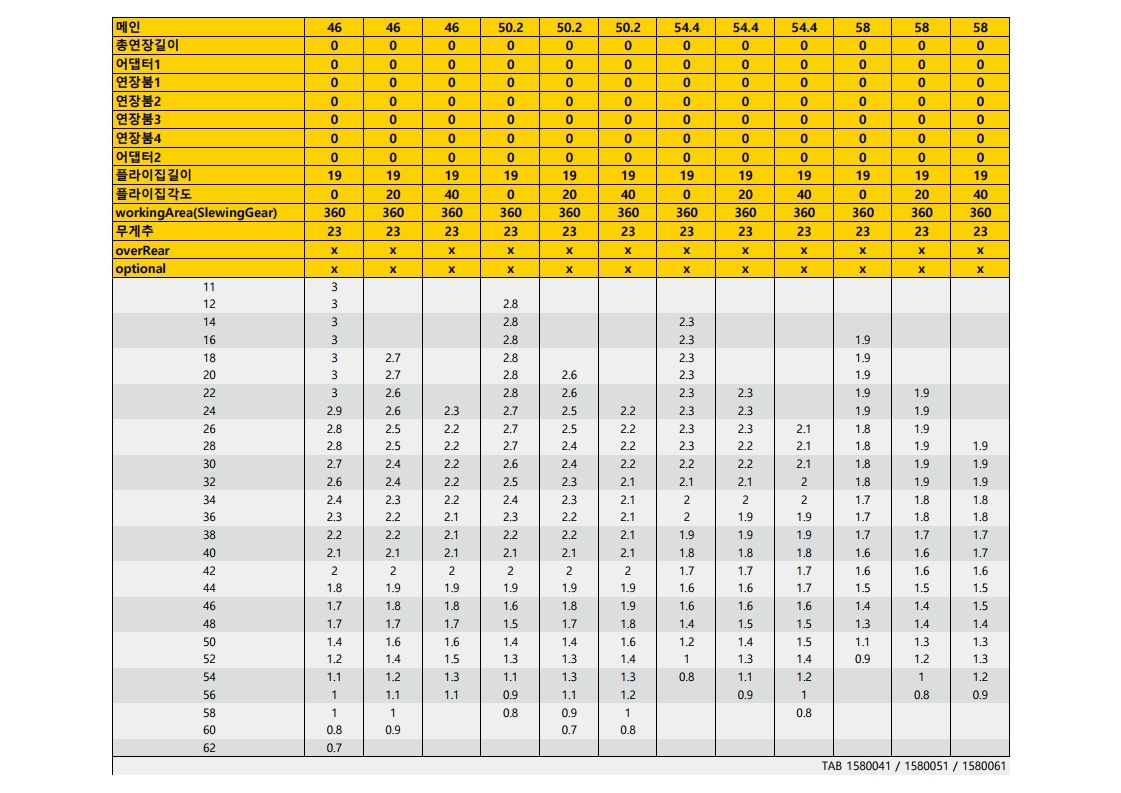 메인 46 46 46 50.2 50.2 50.2 54.4 54.4 54.4 58 58 58
총연장길이 0 0 0 0 0 0 0 0 0 0 0 0
어댑터1 0 0 0 0 0 0 0 0 0 0 0 0
연장붐1 0 0 0 0 0 0 0 0 0 0 0 0
연장붐2 0 0 0 0 0 0 0 0 0 0 0 0
연장붐3 0 0 0 0 0 0 0 0 0 0 0 0
연장붐4 0 0 0 0 0 0 0 0 0 0 0 0
어댑터2 0 0 0 0 0 0 0 0 0 0 0 0
플라이집길이 19 19 19 19 19 19 19 19 19 19 19 19
플라이집각도 0 20 40 0 20 40 0 20 40 0 20 40
workingArea(SlewingGear) 360 360 360 360 360 360 360 360 360 360 360 360
무게추 23 23 23 23 23 23 23 23 23 23 23 23
overRear x x x x x x x x x x x x
optional x x x x x x x x x x x x
11 3
12 3 2.8
14 3 2.8 2.3
16 3 2.8 2.3 1.9
18 3 2.7 2.8 2.3 1.9
20 3 2.7 2.8 2.6 2.3 1.9
22 3 2.6 2.8 2.6 2.3 2.3 1.9 1.9
24 2.9 2.6 2.3 2.7 2.5 2.2 2.3 2.3 1.9 1.9
26 2.8 2.5 2.2 2.7 2.5 2.2 2.3 2.3 2.1 1.8 1.9
28 2.8 2.5 2.2 2.7 2.4 2.2 2.3 2.2 2.1 1.8 1.9 1.9
30 2.7 2.4 2.2 2.6 2.4 2.2 2.2 2.2 2.1 1.8 1.9 1.9
32 2.6 2.4 2.2 2.5 2.3 2.1 2.1 2.1 2 1.8 1.9 1.9
34 2.4 2.3 2.2 2.4 2.3 2.1 2 2 2 1.7 1.8 1.8
36 2.3 2.2 2.1 2.3 2.2 2.1 2 1.9 1.9 1.7 1.8 1.8
38 2.2 2.2 2.1 2.2 2.2 2.1 1.9 1.9 1.9 1.7 1.7 1.7
40 2.1 2.1 2.1 2.1 2.1 2.1 1.8 1.8 1.8 1.6 1.6 1.7
42 2 2 2 2 2 2 1.7 1.7 1.7 1.6 1.6 1.6
44 1.8 1.9 1.9 1.9 1.9 1.9 1.6 1.6 1.7 1.5 1.5 1.5
46 1.7 1.8 1.8 1.6 1.8 1.9 1.6 1.6 1.6 1.4 1.4 1.5
48 1.7 1.7 1.7 1.5 1.7 1.8 1.4 1.5 1.5 1.3 1.4 1.4
50 1.4 1.6 1.6 1.4 1.4 1.6 1.2 1.4 1.5 1.1 1.3 1.3
52 1.2 1.4 1.5 1.3 1.3 1.4 1 1.3 1.4 0.9 1.2 1.3
54 1.1 1.2 1.3 1.1 1.3 1.3 0.8 1.1 1.2 1 1.2
56 1 1.1 1.1 0.9 1.1 1.2 0.9 1 0.8 0.9
58 1 1 0.8 0.9 1 0.8
60 0.8 0.9 0.7 0.8
62 0.7
TAB 1580041 / 1580051 / 1580061